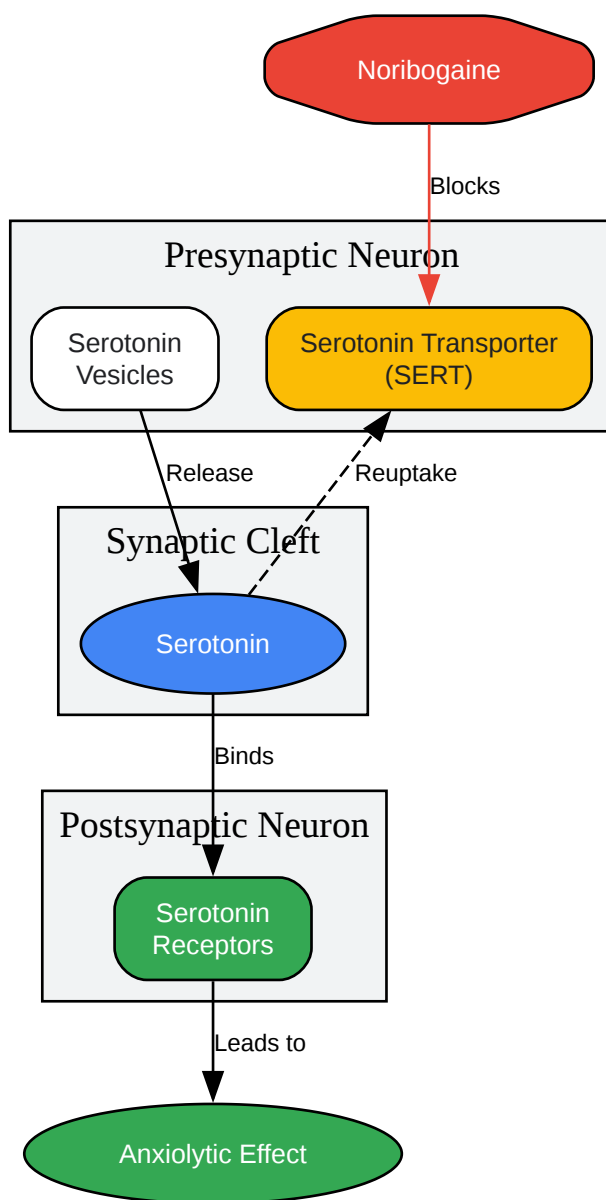 Noribogaine
Blocks
Presynaptic Neuron
Serotonin
Vesicles
Serotonin Transporter
(SERT)
Release
Reuptake
Synaptic Cleft
Serotonin
Binds
Postsynaptic Neuron
Serotonin
Receptors
Leads to
Anxiolytic Effect